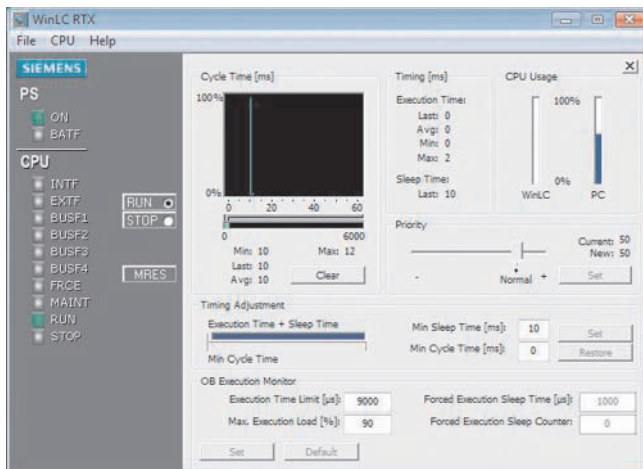 WinLC RTX
File CPU Help
SIEMENS
PS
ON
BATF
CPU
INTF
EXTF
BUSF1
BUSF2
BUSF3
BUSF4
FRCE
MAINT
RUN
STOP
RUN
STOP
MRES
Cycle Time [ms]
100%
0%
0 20 40 60
0 6000
Min: 10 Max: 12
Last: 10
Avg: 10
Clear
Timing [ms]
Execution Time:
Last: 0
Avg: 0
Min: 0
Max: 2
Sleep Time:
Last: 10
CPU Usage
100%
0%
WinLC PC
Priority
Current: 50
New: 50
- Normal +
Set
Timing Adjustment
Execution Time + Sleep Time
Min Cycle Time
Min Sleep Time [ms]: 10 Set
Min Cycle Time [ms]: 0 Restore
OB Execution Monitor
Execution Time Limit [µs]: 9000 Forced Execution Sleep Time [µs]: 1000
Max. Execution Load [%]: 90 Forced Execution Sleep Counter: 0
Set Default